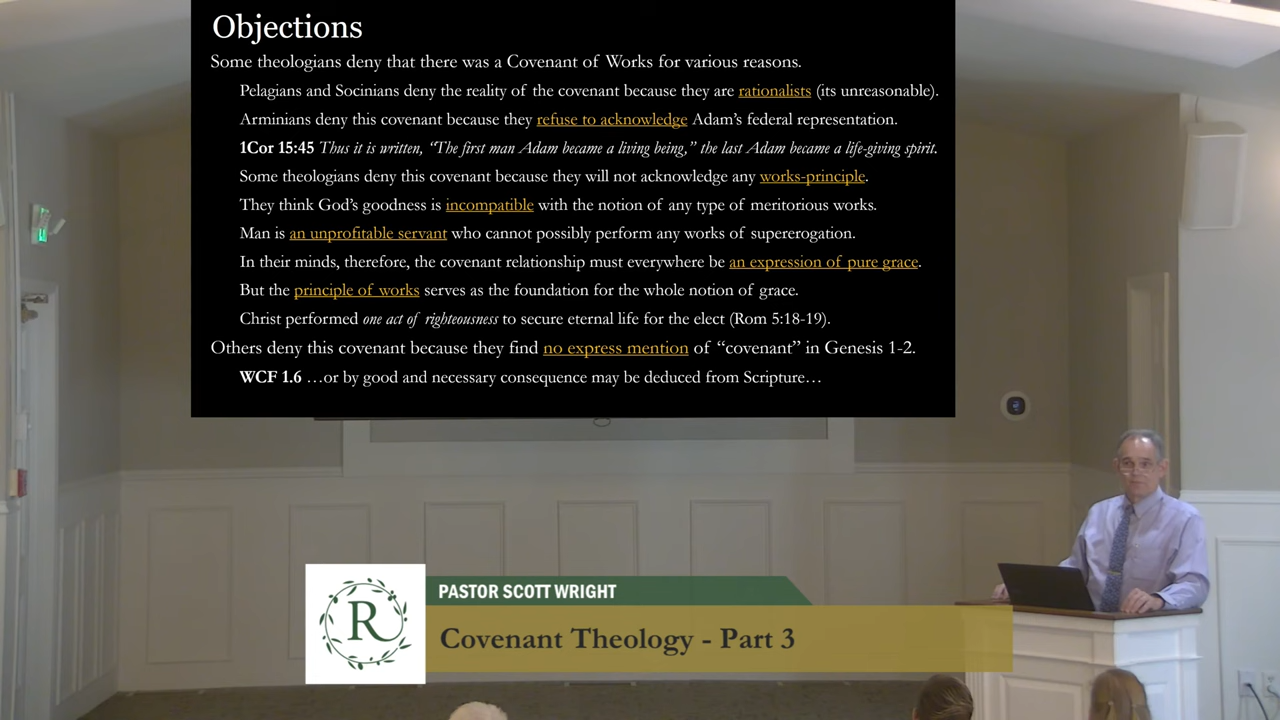 Objections
Some theologians deny that there was a Covenant of Works for various reasons.
Pelagians and Socinians deny the reality of the covenant because they are rationalists (its unreasonable).
Arminians deny this covenant because they refuse to acknowledge Adam's federal representation.
1Cor 15:45 Thus it is written, “The first man Adam became a living being,” the last Adam became a life-giving spirit.
Some theologians deny this covenant because they will not acknowledge any works-principle.
They think God's goodness is incompatible with the notion of any type of meritorious works.
Man is an unprofitable servant who cannot possibly perform any works of supererogation.
In their minds, therefore, the covenant relationship must everywhere be an expression of pure grace.
But the principle of works serves as the foundation for the whole notion of grace.
Christ performed one act of righteousness to secure eternal life for the elect (Rom 5:18-19).
Others deny this covenant because they find no express mention of “covenant” in Genesis 1-2.
WCF 1.6 …or by good and necessary consequence may be deduced from Scripture…
R
PASTOR SCOTT WRIGHT
Covenant Theology - Part 3